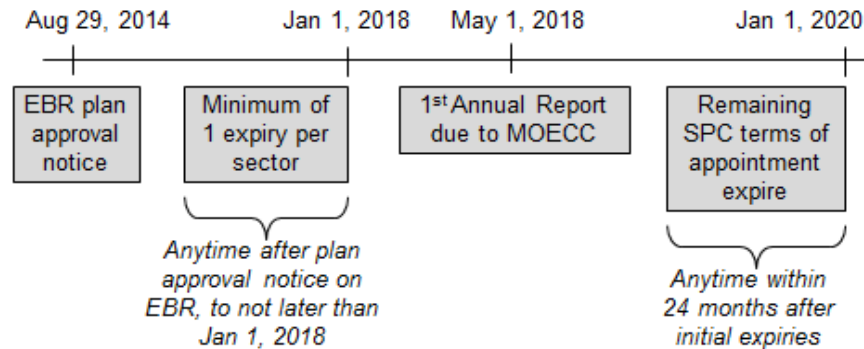 Aug 29, 2014
Jan 1, 2018
May 1, 2018
Jan 1, 2020
EBR plan
approval
notice
Minimum of
1 expiry per
sector
1st Annual Report
due to MOECC
Remaining
SPC terms of
appointment
expire
Anytime after plan
approval notice on
EBR, to not later than
Jan 1, 2018
Anytime within
24 months after
initial expiries